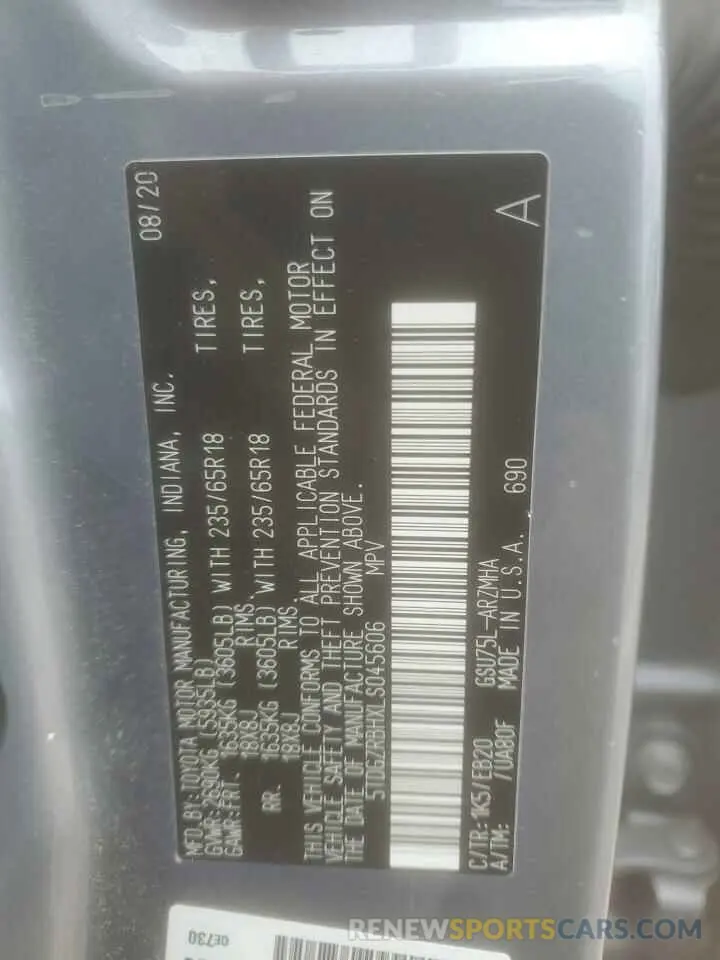 MFD. BY: TOYOTA MOTOR MANUFACTURING, INDIANA, INC. 08/20
GVWR: (5835LB)
GAWR: FRT. 1635KG (3605LB) WITH 235/65R18 TIRES,
18X8J RIMS.
RR. 1635KG (3605LB) WITH 235/65R18 TIRES,
18X8J RIMS.
THIS VEHICLE CONFORMS TO ALL APPLICABLE FEDERAL MOTOR
VEHICLE SAFETY AND THEFT PREVENTION STANDARDS IN EFFECT ON
THE DATE OF MANUFACTURE SHOWN ABOVE.
5TDGZRBHXLS045606 MPV
C/TR: 1K5/EB20 GSU75L-ARZMHA
A/TM: /UA80F MADE IN U.S.A. 690 A
QE730
RENEWSPORTSCARS.COM